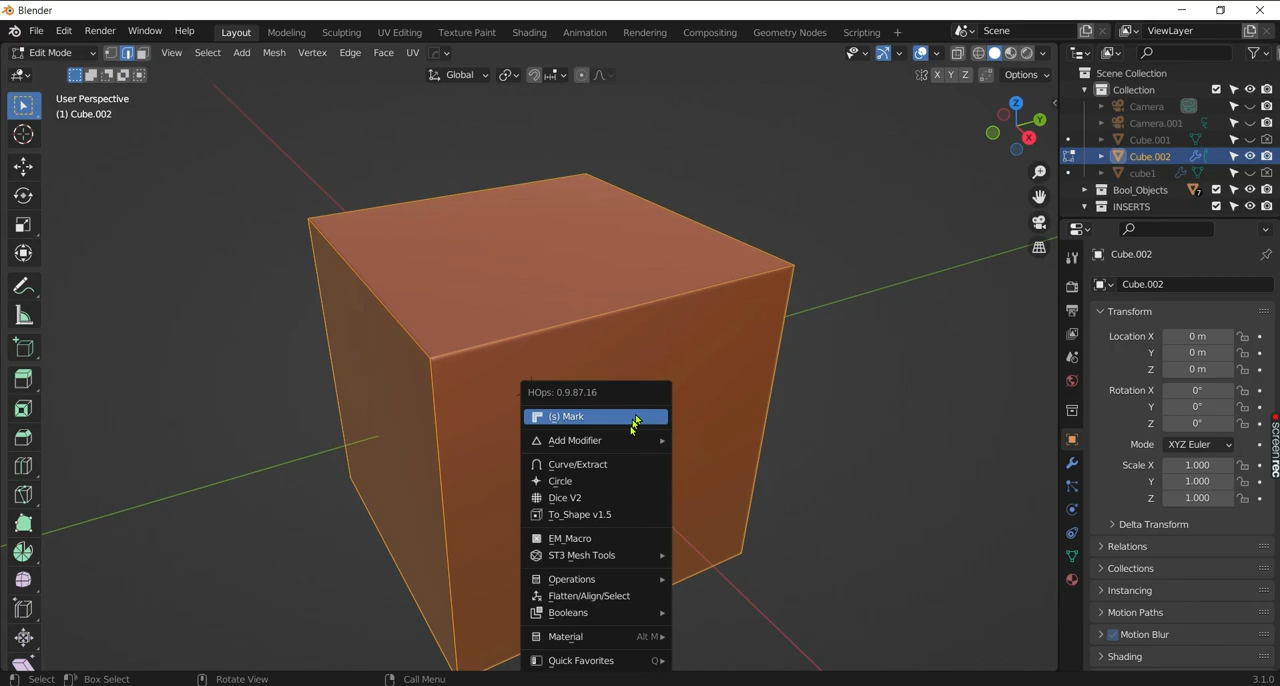 Blender
File Edit Render Window Help Layout Modeling Sculpting UV Editing Texture Paint Shading Animation Rendering Compositing Geometry Nodes Scripting + Scene ViewLayer
Edit Mode View Select Add Mesh Vertex Edge Face UV
Global X Y Z Options
User Perspective
(1) Cube.002
Z
Y
X
Scene Collection
Collection
Camera
Camera.001
Cube.001
Cube.002
cube1
Bool_Objects 7
INSERTS
Cube.002
Cube.002
Transform
Location X 0 m
Y 0 m
Z 0 m
Rotation X 0°
Y 0°
Z 0°
Mode XYZ Euler
Scale X 1.000
Y 1.000
Z 1.000
Delta Transform
Relations
Collections
Instancing
Motion Paths
Motion Blur
Shading
HOps: 0.9.87.16
(s) Mark
Add Modifier
Curve/Extract
Circle
Dice V2
To_Shape v1.5
EM_Macro
ST3 Mesh Tools
Operations
Flatten/Align/Select
Booleans
Material Alt M
Quick Favorites Q
screenrec
Select Box Select Rotate View Call Menu 3.1.0